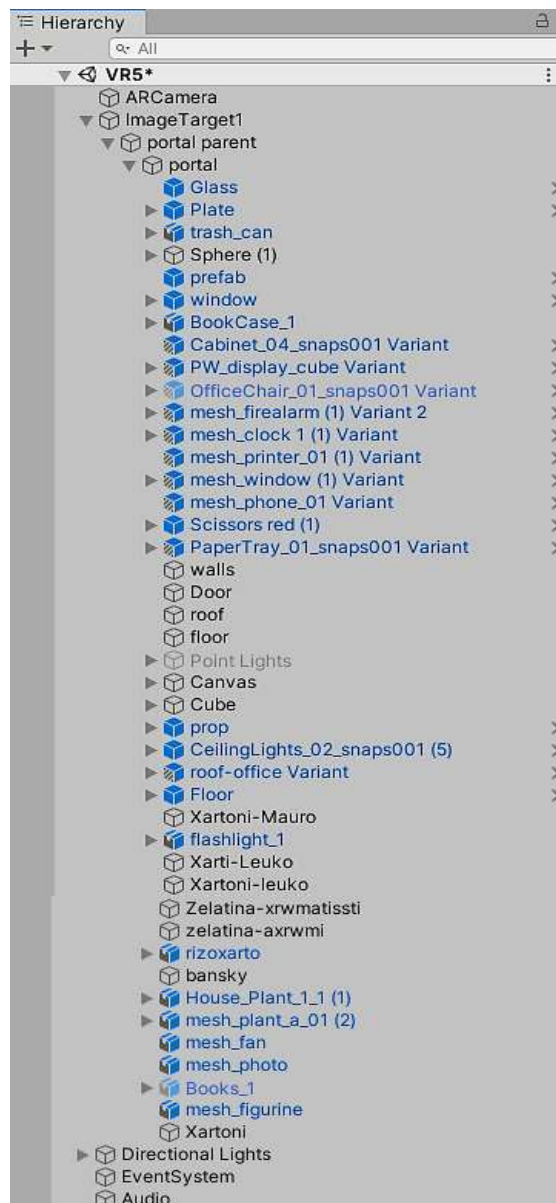 Hierarchy
All
VR5*
ARCamera
ImageTarget1
portal parent
portal
Glass
Plate
trash_can
Sphere (1)
prefab
window
BookCase_1
Cabinet_04_snaps001 Variant
PW_display_cube Variant
OfficeChair_01_snaps001 Variant
mesh_firealarm (1) Variant 2
mesh_clock 1 (1) Variant
mesh_printer_01 (1) Variant
mesh_window (1) Variant
mesh_phone_01 Variant
Scissors red (1)
PaperTray_01_snaps001 Variant
walls
Door
roof
floor
Point Lights
Canvas
Cube
prop
CeilingLights_02_snaps001 (5)
roof-office Variant
Floor
Xartoni-Mauro
flashlight_1
Xarti-Leuko
Xartoni-leuko
Zelatina-xrwmatissti
zelatina-axrwmi
rizoxarto
bansky
House_Plant_1_1 (1)
mesh_plant_a_01 (2)
mesh_fan
mesh_photo
Books_1
mesh_figurine
Xartoni
Directional Lights
EventSystem
Audio